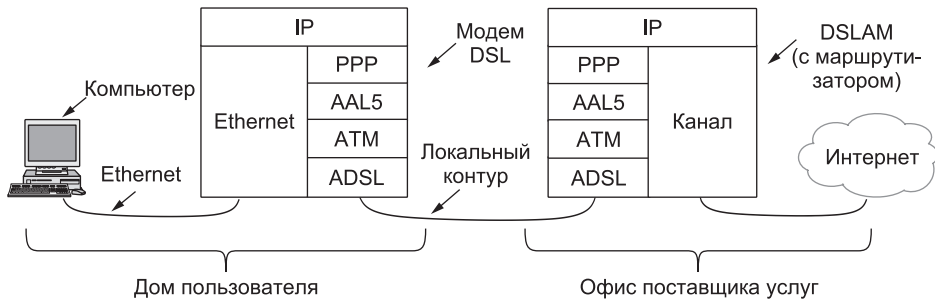 IP
IP
Модем
DSL
DSLAM
(с маршрути-
затором)
Компьютер
Ethernet
PPP
AAL5
ATM
ADSL
PPP
AAL5
ATM
ADSL
Канал
Интернет
Ethernet
Локальный
контур
Дом пользователя
Офис поставщика услуг